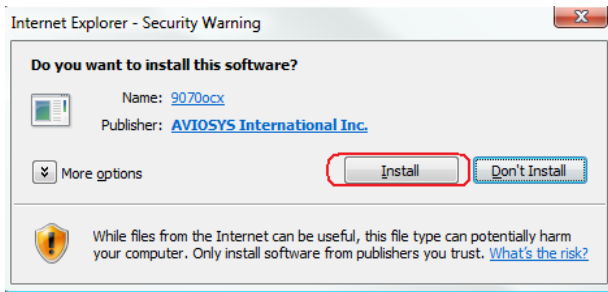 Internet Explorer - Security Warning
Do you want to install this software?
Name: 9070ocx
Publisher: AVIOSYS International Inc.
More options
Install
Don't Install
While files from the Internet can be useful, this file type can potentially harm
your computer. Only install software from publishers you trust. What's the risk?